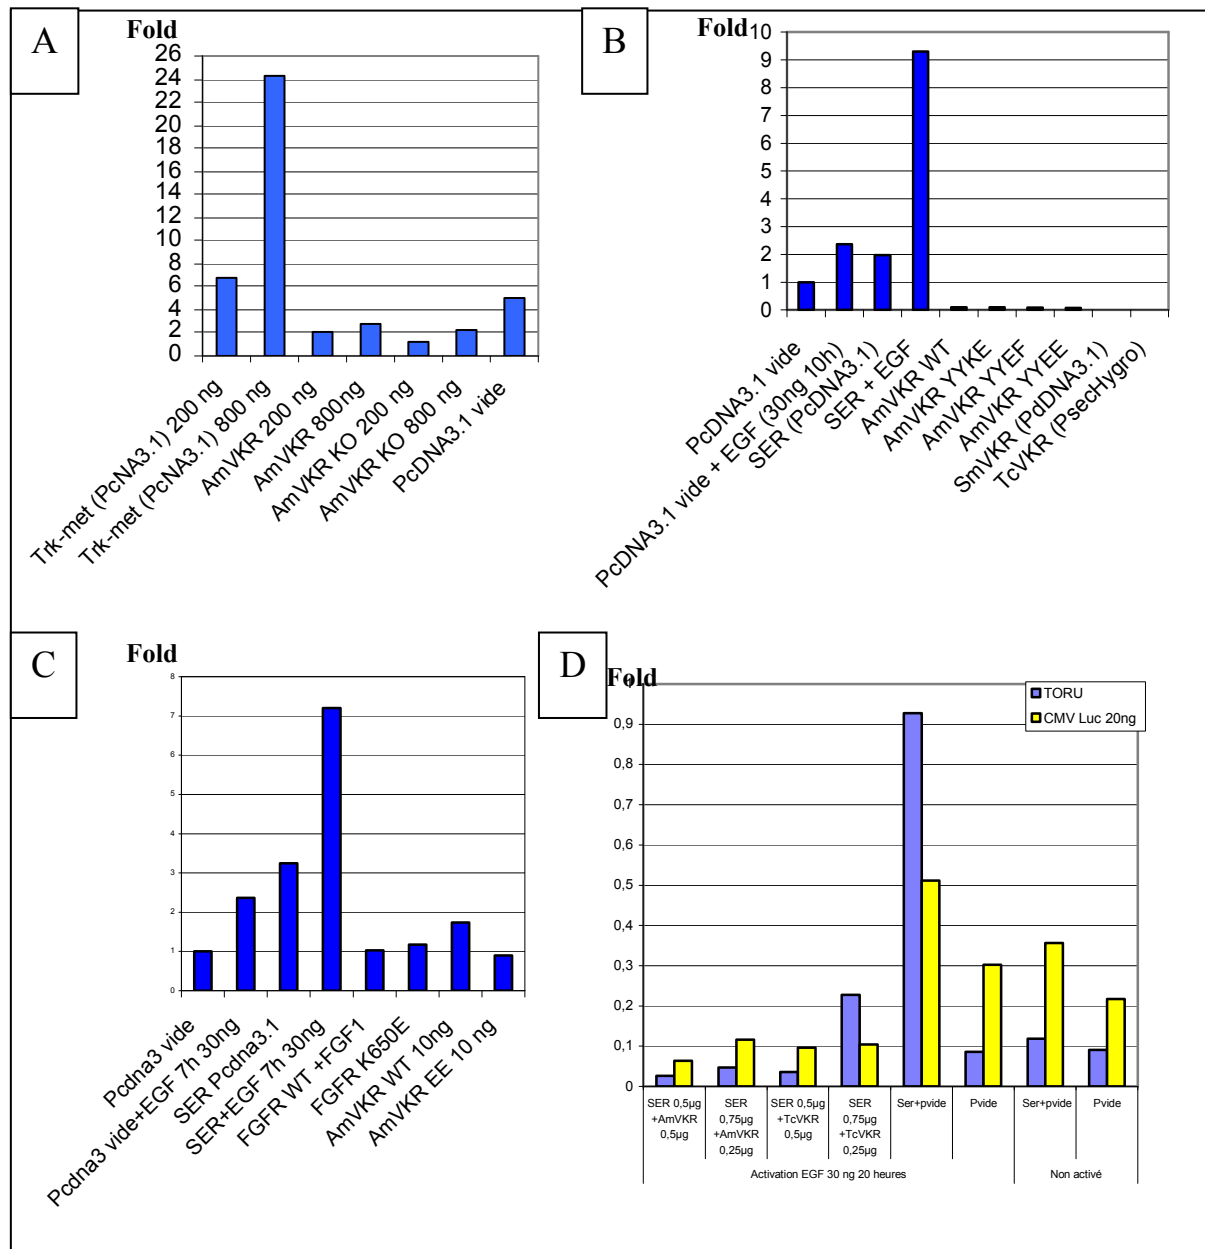 A
Fold
26
24
22
20
18
16
14
12
10
8
6
4
2
0
Trk-met (PcNA3.1) 200 ng
Trk-met (PcNA3.1) 800 ng
AmVKR 200 ng
AmVKR 800ng
AmVKR KO 200 ng
AmVKR KO 800 ng
PcDNA3.1 vide
B
Fold
10
9
8
7
6
5
4
3
2
1
0
PcDNA3.1 vide
PcDNA3.1 vide + EGF (30ng 10h)
SER (PcDNA3.1)
SER + EGF
AmVKR WT
AmVKR YYKE
AmVKR YYEF
AmVKR YYEE
SmVKR (PdDNA3.1)
TcVKR (PsecHygro)
C
Fold
8
7
6
5
4
3
2
1
0
Pcdna3 vide
Pcdna3 vide+EGF 7h 30ng
SER Pcdna3.1
SER+EGF 7h 30ng
FGFR WT +FGF1
FGFR K650E
AmVKR WT 10ng
AmVKR EE 10 ng
D
Fold
TORU
CMV Luc 20ng
0,9
0,8
0,7
0,6
0,5
0,4
0,3
0,2
0,1
0
SER 0,5µg
+AmVKR
0,5µg
SER
0,75µg
+AmVKR
0,25µg
SER 0,5µg
+TcVKR
0,5µg
SER
0,75µg
+TcVKR
0,25µg
Ser+pvide
Pvide
Ser+pvide
Pvide
Activation EGF 30 ng 20 heures
Non activé